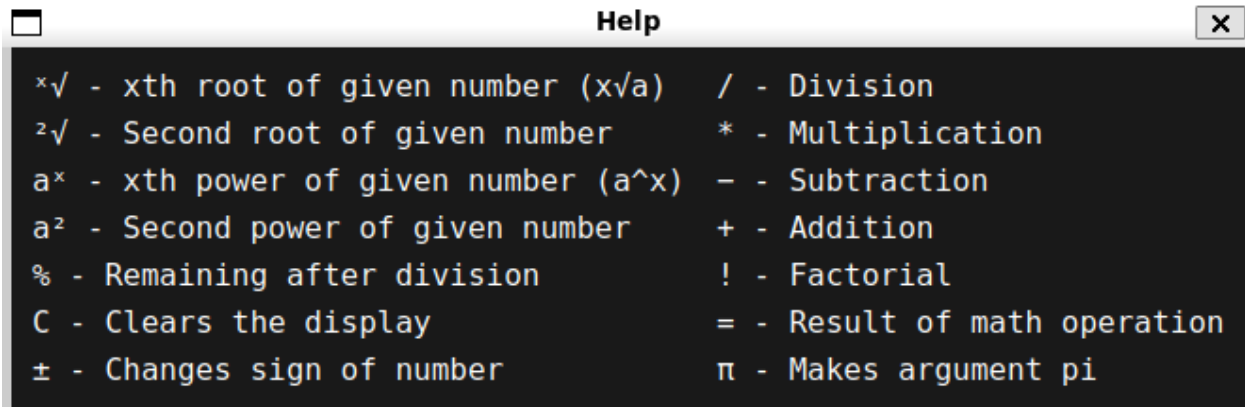 Help
ˣ√ - xth root of given number (x√a) / - Division
²√ - Second root of given number * - Multiplication
aˣ - xth power of given number (a^x) − - Subtraction
a² - Second power of given number + - Addition
% - Remaining after division ! - Factorial
C - Clears the display = - Result of math operation
± - Changes sign of number π - Makes argument pi